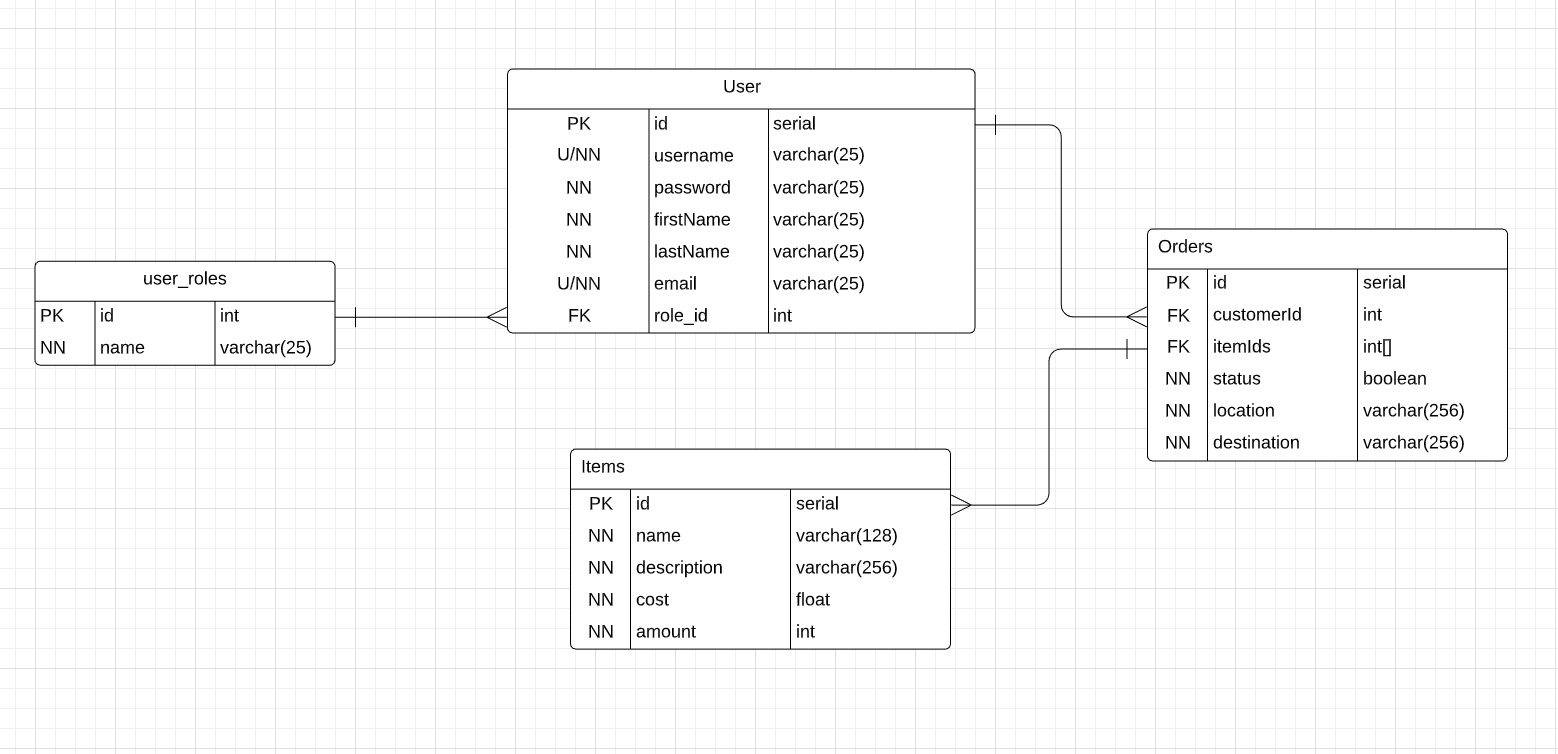 User
PK id serial
U/NN username varchar(25)
NN password varchar(25)
NN firstName varchar(25)
NN lastName varchar(25)
U/NN email varchar(25)
FK role_id int
user_roles
PK id int
NN name varchar(25)
Orders
PK id serial
FK customerId int
FK itemIds int[]
NN status boolean
NN location varchar(256)
NN destination varchar(256)
Items
PK id serial
NN name varchar(128)
NN description varchar(256)
NN cost float
NN amount int